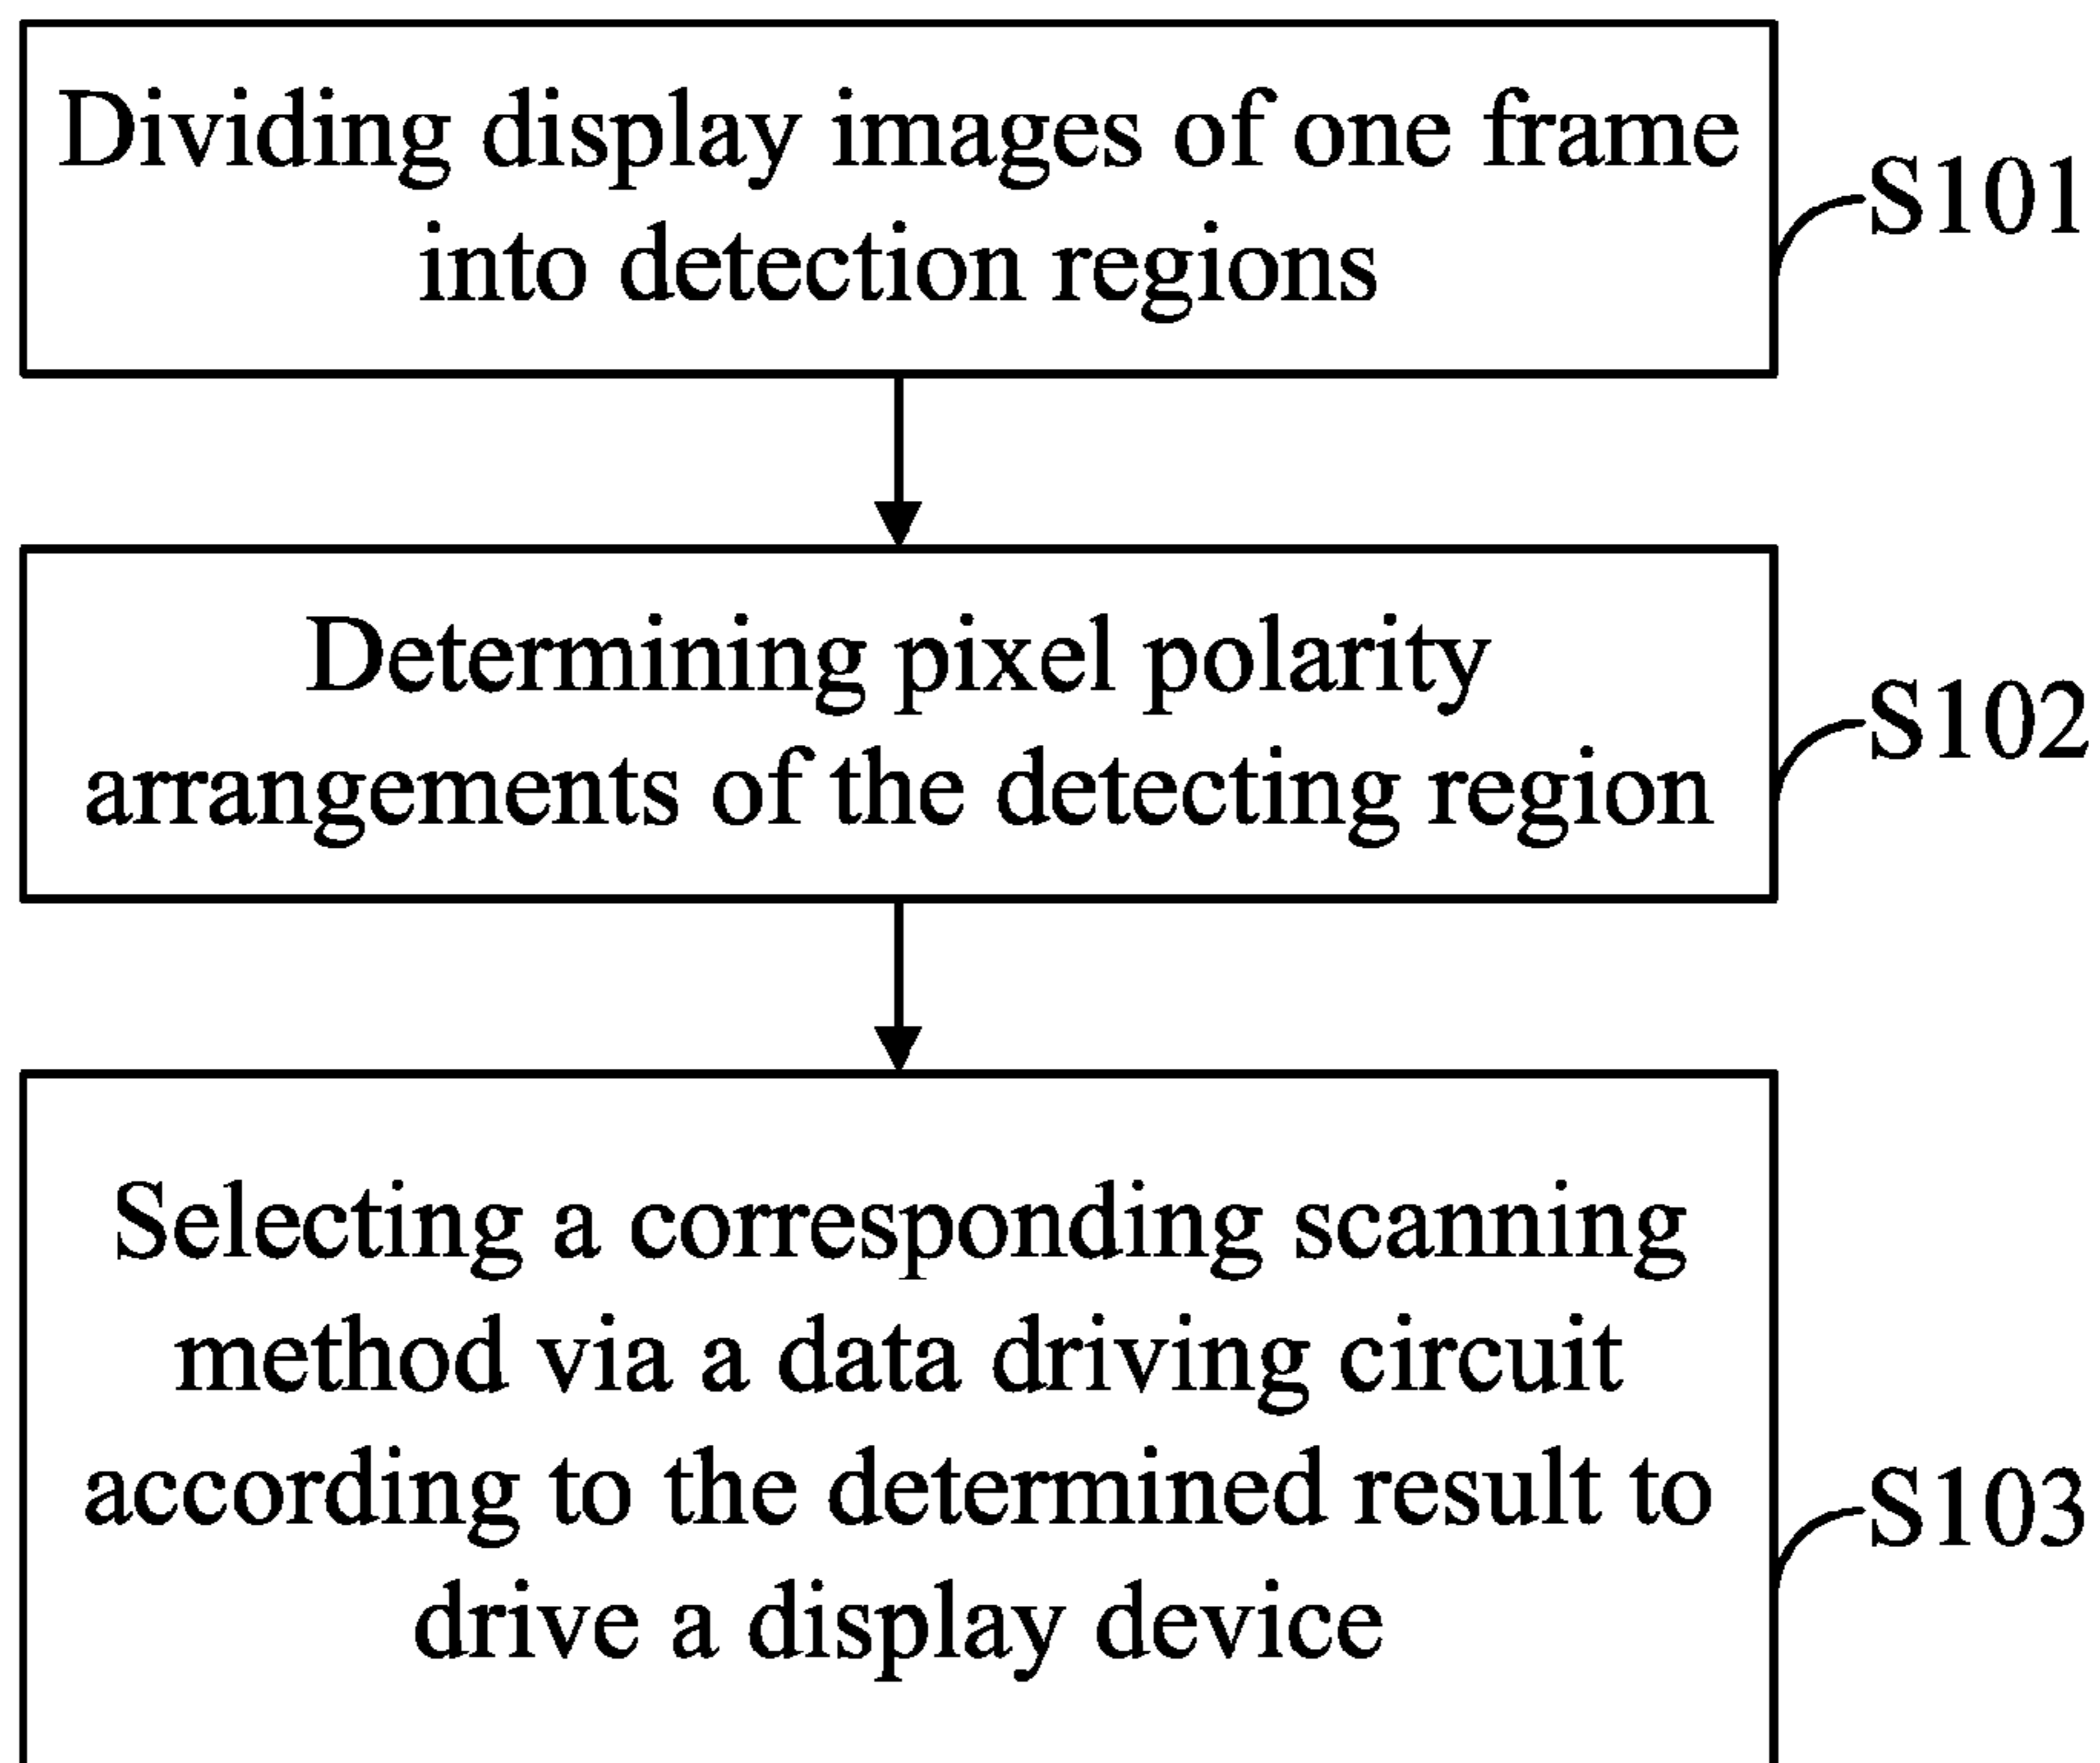 Dividing display images of one frame
into detection regions
S101
Determining pixel polarity
arrangements of the detecting region
S102
Selecting a corresponding scanning
method via a data driving circuit
according to the determined result to
drive a display device
S103